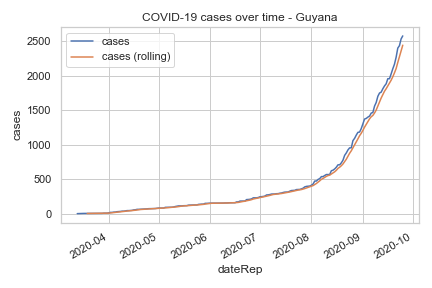 COVID-19 cases over time - Guyana
cases
cases (rolling)
2500
2000
1500
1000
500
0
cases
2020-04
2020-05
2020-06
2020-07
2020-08
2020-09
2020-10
dateRep